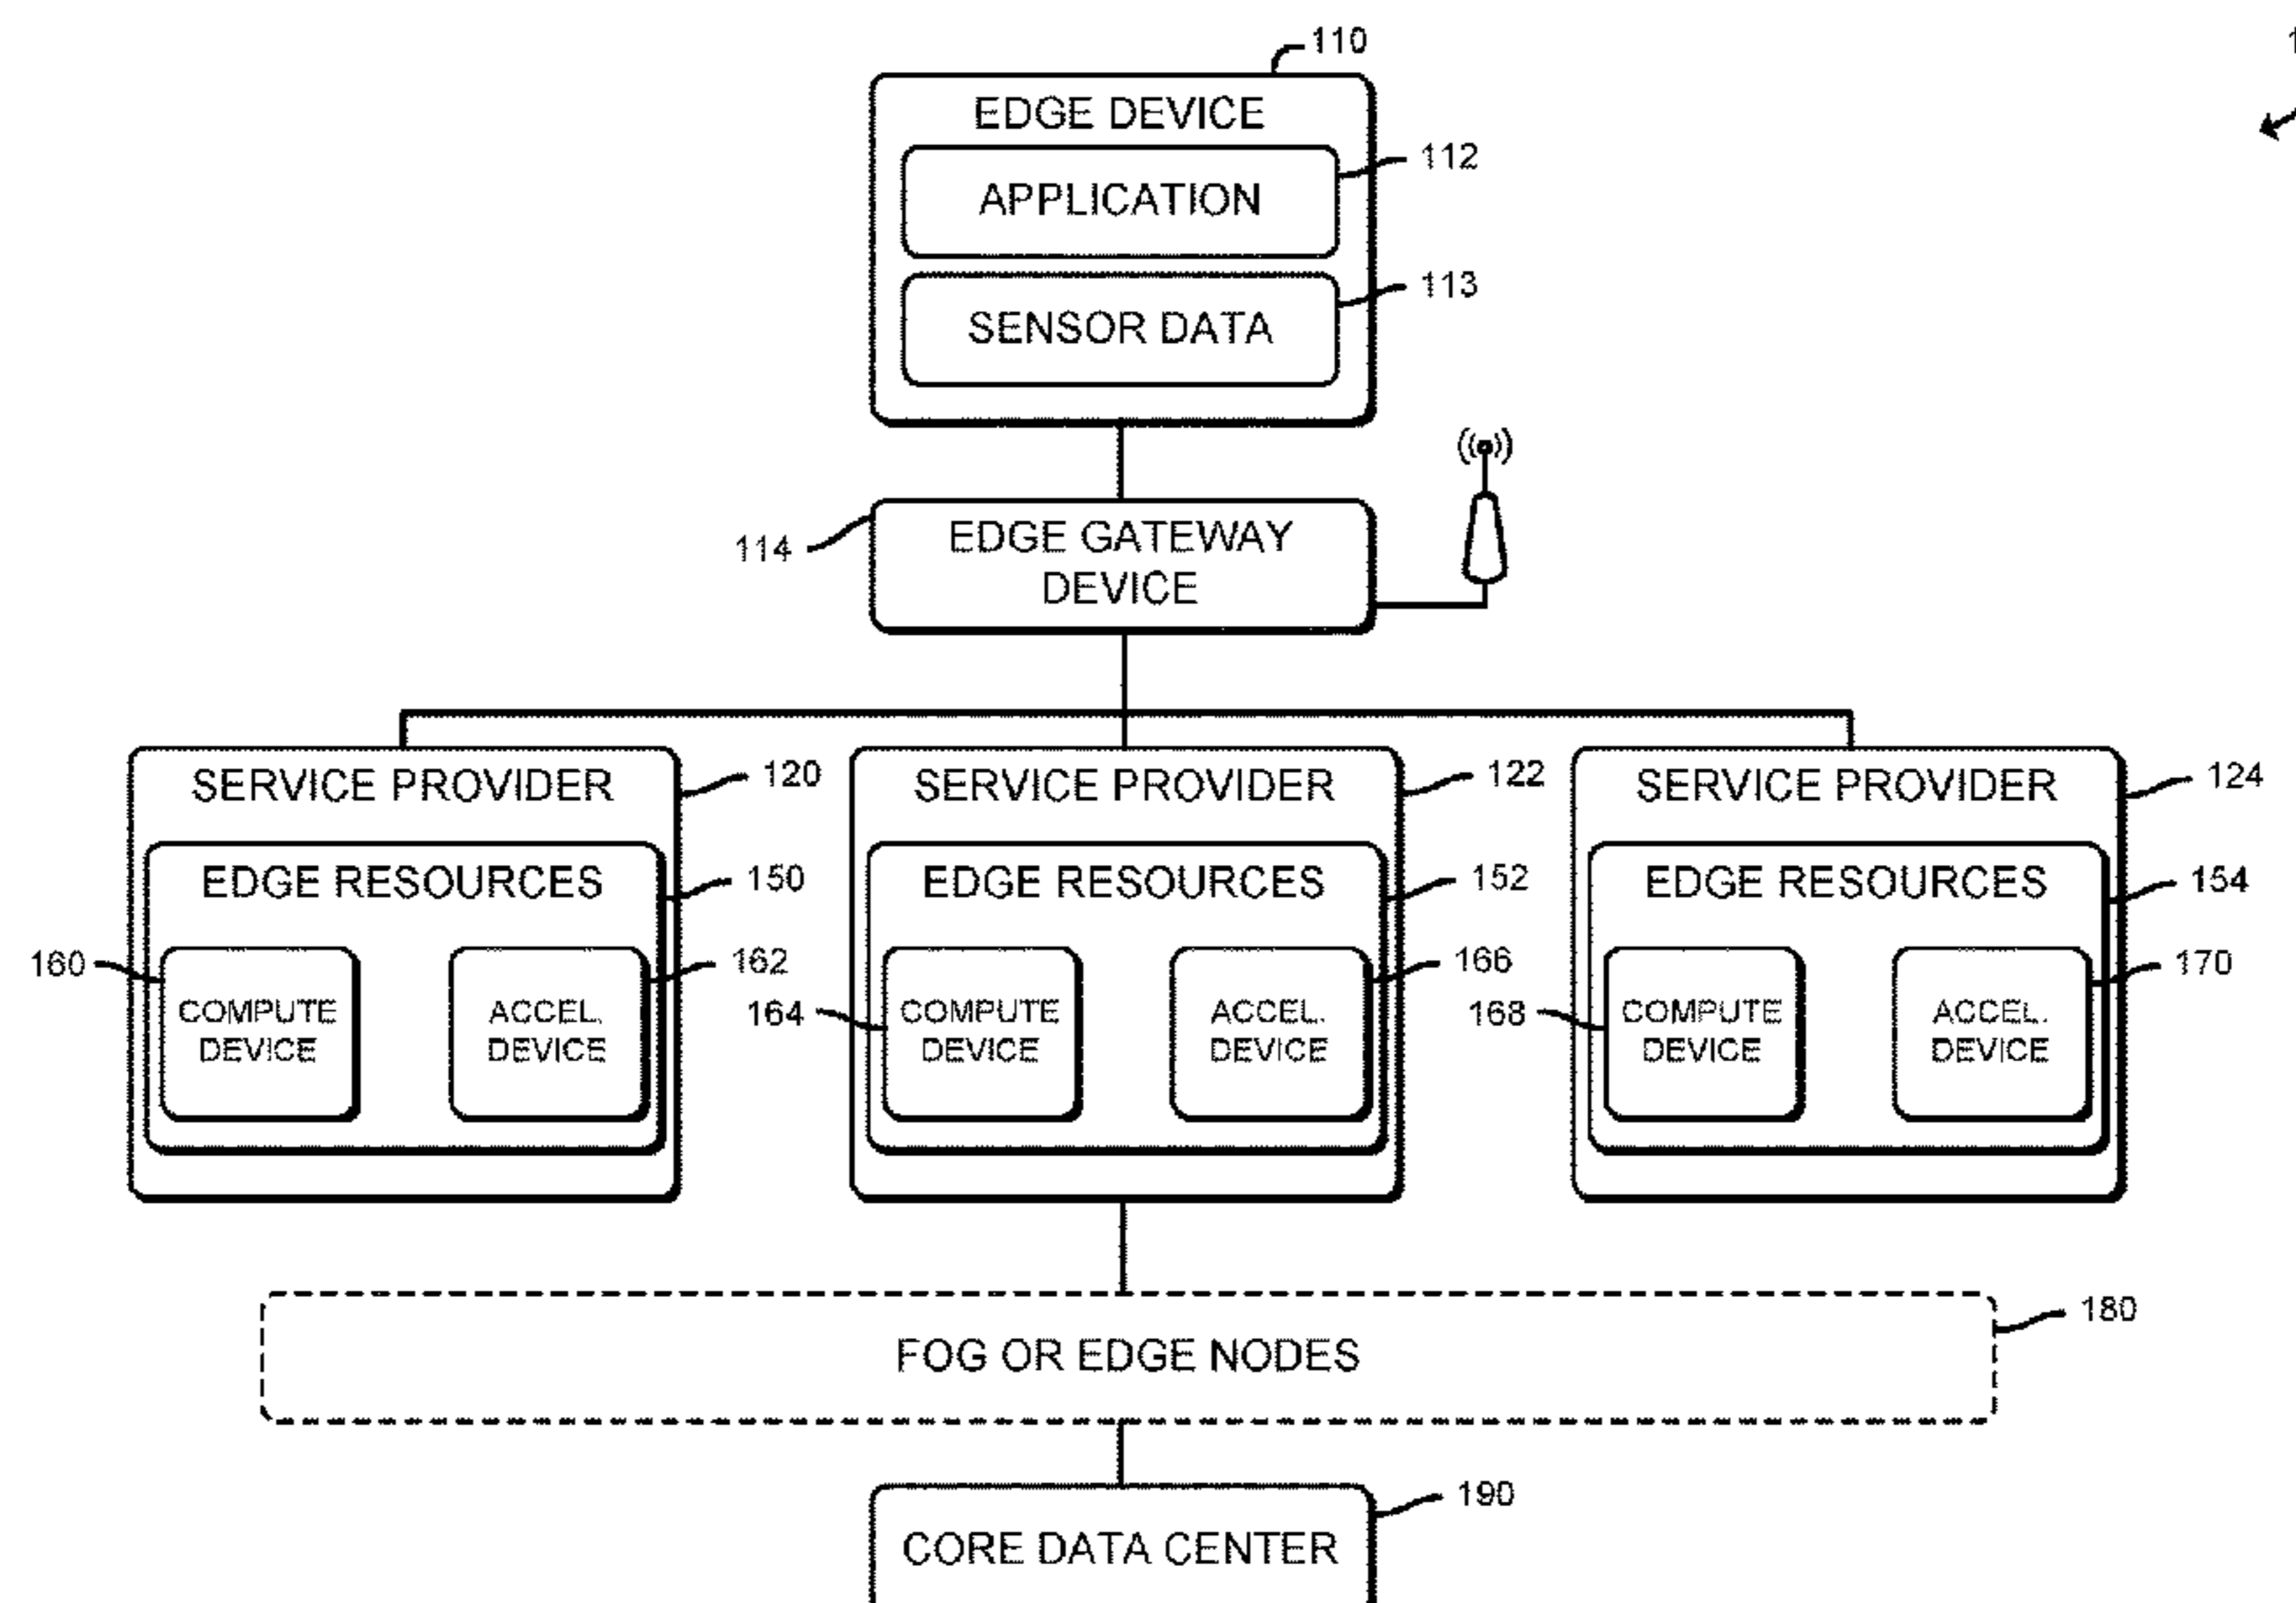 110
EDGE DEVICE
112
APPLICATION
113
SENSOR DATA
114
EDGE GATEWAY
DEVICE
SERVICE PROVIDER
120
EDGE RESOURCES
150
160
COMPUTE
DEVICE
162
ACCEL.
DEVICE
SERVICE PROVIDER
122
EDGE RESOURCES
152
164
COMPUTE
DEVICE
166
ACCEL.
DEVICE
SERVICE PROVIDER
124
EDGE RESOURCES
154
168
COMPUTE
DEVICE
170
ACCEL.
DEVICE
180
FOG OR EDGE NODES
190
CORE DATA CENTER